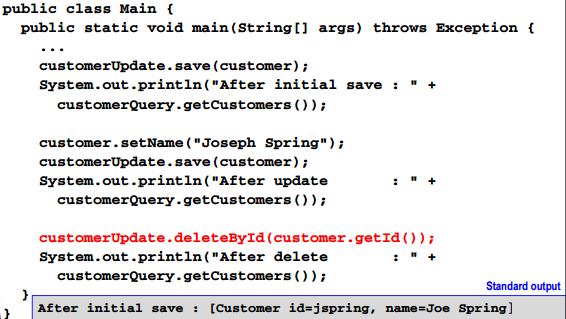 public class Main {
  public static void main(String[] args) throws Exception {
    ...
    customerUpdate.save(customer);
    System.out.println("After initial save : " +
      customerQuery.getCustomers());

    customer.setName("Joseph Spring");
    customerUpdate.save(customer);
    System.out.println("After update       : " +
      customerQuery.getCustomers());

    customerUpdate.deleteById(customer.getId());
    System.out.println("After delete       : " +
      customerQuery.getCustomers());
Standard output
  }
After initial save : [Customer id=jspring, name=Joe Spring]
}